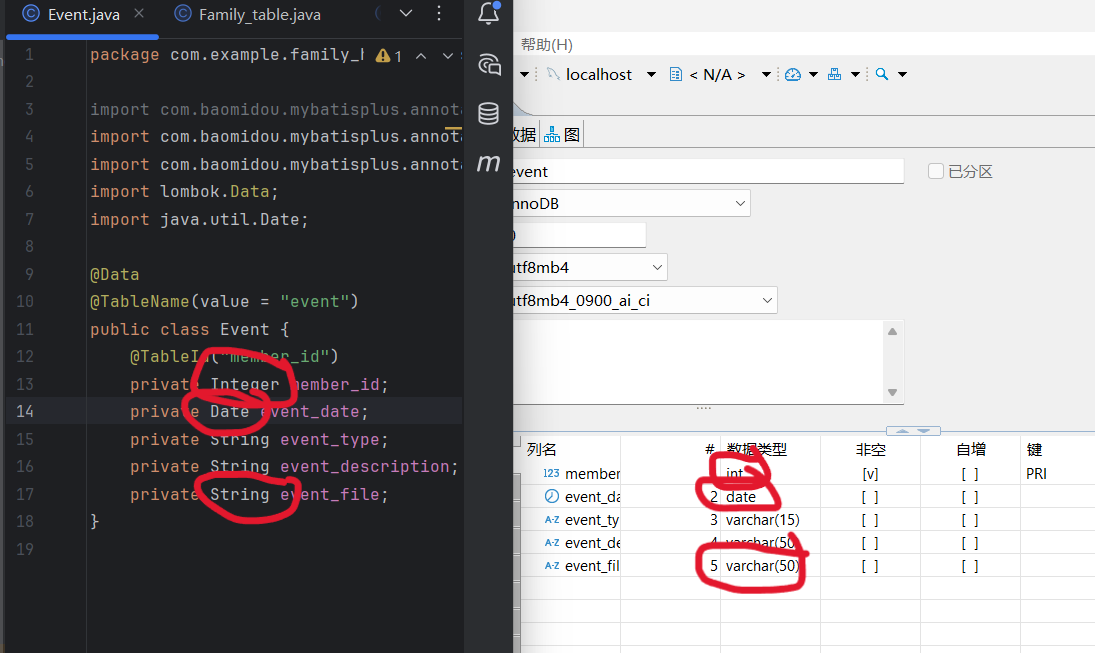 Event.java
Family_table.java
1 package com.example.family_h
1
2
3 import com.baomidou.mybatisplus.annota
4 import com.baomidou.mybatisplus.annota
5 import com.baomidou.mybatisplus.annota
6 import lombok.Data;
7 import java.util.Date;
8
9 @Data
10 @TableName(value = "event")
11 public class Event {
12 @TableId("member_id")
13 private Integer member_id;
14 private Date event_date;
15 private String event_type;
16 private String event_description;
17 private String event_file;
18 }
19
m
帮助(H)
localhost
< N/A >
数据
图
event
已分区
nnoDB
0
utf8mb4
utf8mb4_0900_ai_ci
列名 # 数据类型 非空 自增 键
123 member int [v] [ ] PRI
event_da 2 date [ ] [ ]
A-Z event_ty 3 varchar(15) [ ] [ ]
A-Z event_de 4 varchar(50) [ ] [ ]
A-Z event_fil 5 varchar(50) [ ] [ ]